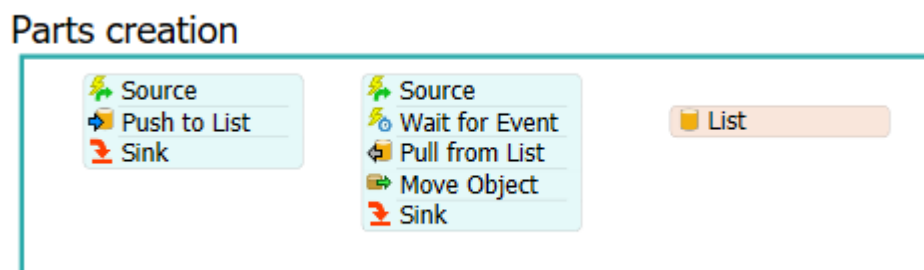 Parts creation
Source
Push to List
Sink
Source
Wait for Event
Pull from List
Move Object
Sink
List